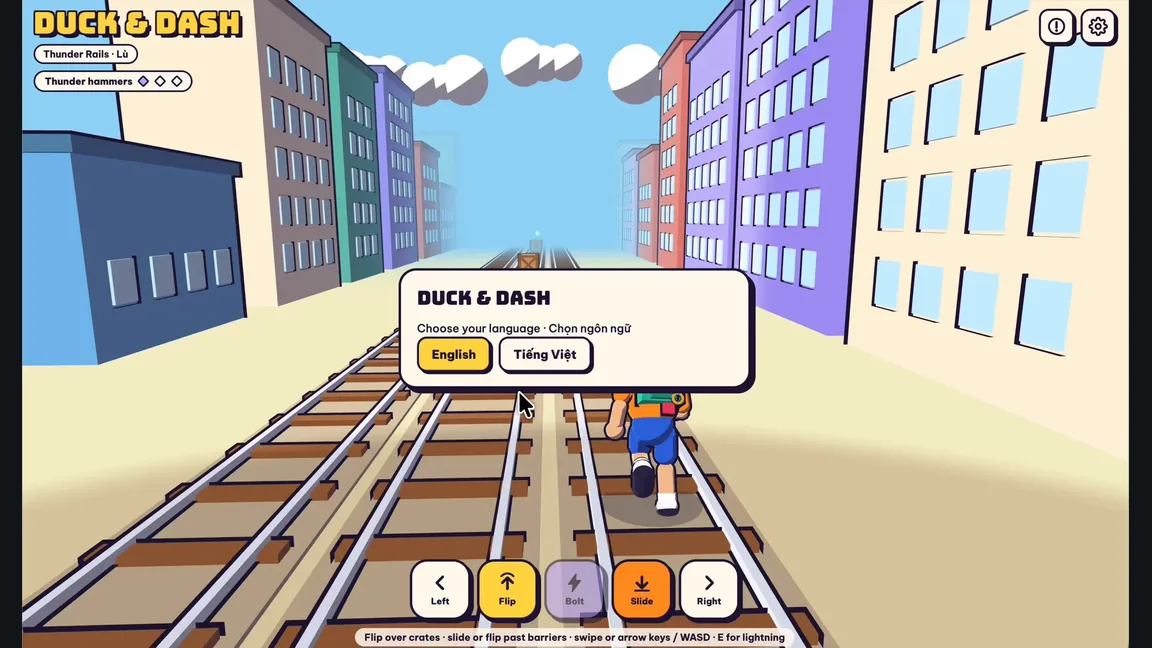 DUCK & DASH
Thunder Rails · Lù
Thunder hammers
DUCK & DASH
Choose your language · Chọn ngôn ngữ
English
Tiếng Việt
Left
Flip
Bolt
Slide
Right
Flip over crates · slide or flip past barriers · swipe or arrow keys / WASD · E for lightning